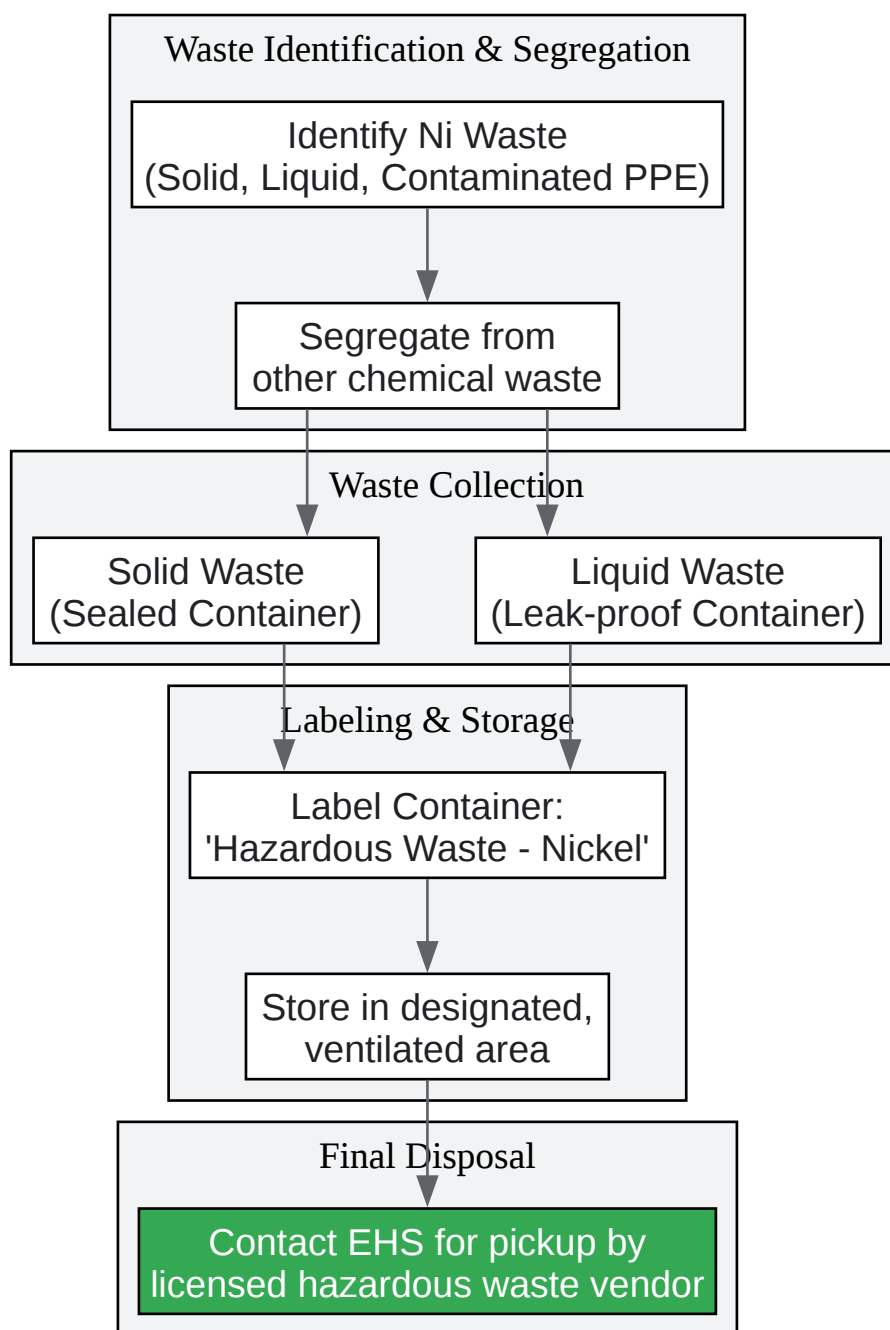 Waste Identification & Segregation
Identify Ni Waste
(Solid, Liquid, Contaminated PPE)
Segregate from
other chemical waste
Waste Collection
Solid Waste
(Sealed Container)
Liquid Waste
(Leak-proof Container)
Labeling & Storage
Label Container:
'Hazardous Waste - Nickel'
Store in designated,
ventilated area
Final Disposal
Contact EHS for pickup by
licensed hazardous waste vendor